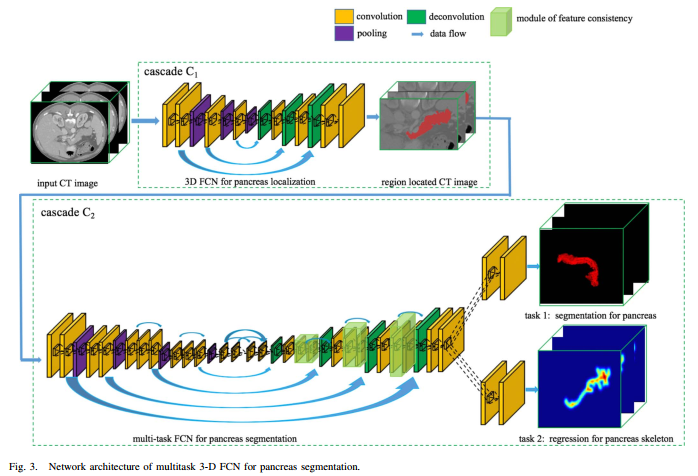 convolution
deconvolution
module of feature consistency
pooling
data flow
cascade C1
input CT image
3D FCN for pancreas localization
region located CT image
cascade C2
task 1: segmentation for pancreas
multi-task FCN for pancreas segmentation
task 2: regression for pancreas skeleton
Fig. 3. Network architecture of multitask 3-D FCN for pancreas segmentation.